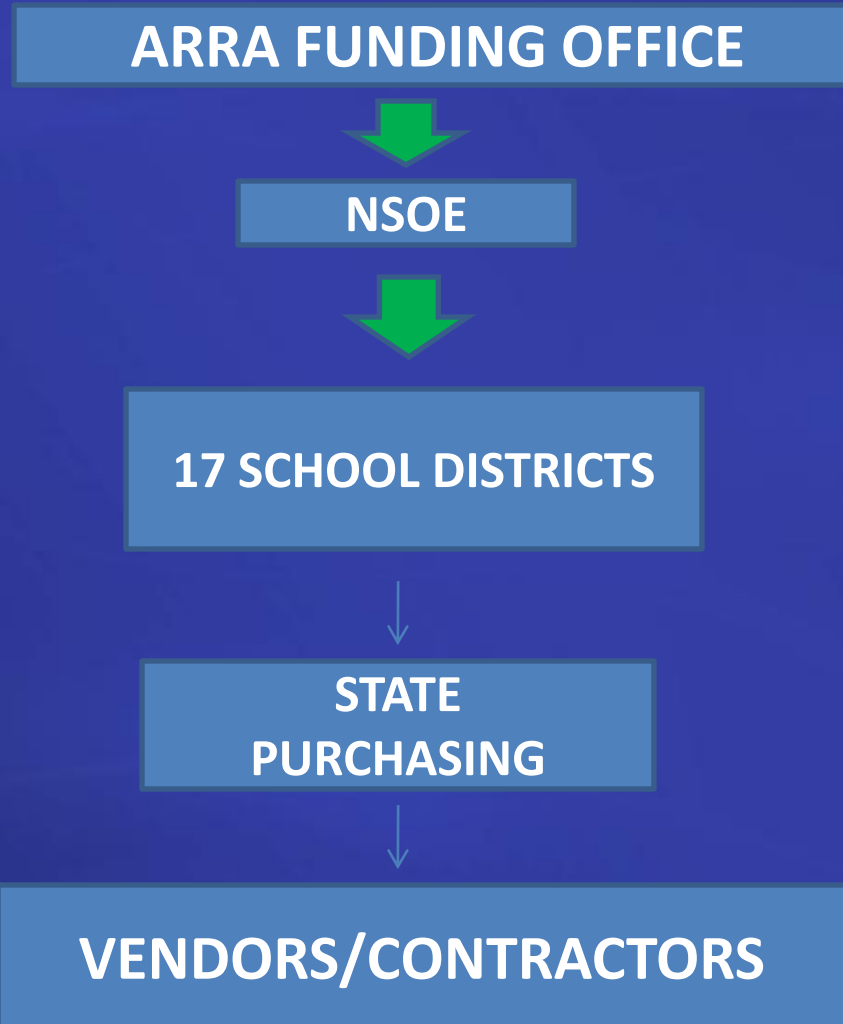 ARRA FUNDING OFFICE
NSOE
17 SCHOOL DISTRICTS
STATE
PURCHASING
VENDORS/CONTRACTORS